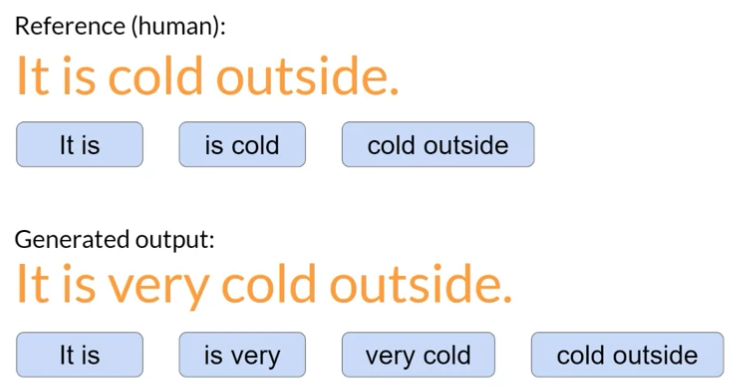 Reference (human):
It is cold outside.
It is is cold cold outside
Generated output:
It is very cold outside.
It is is very very cold cold outside